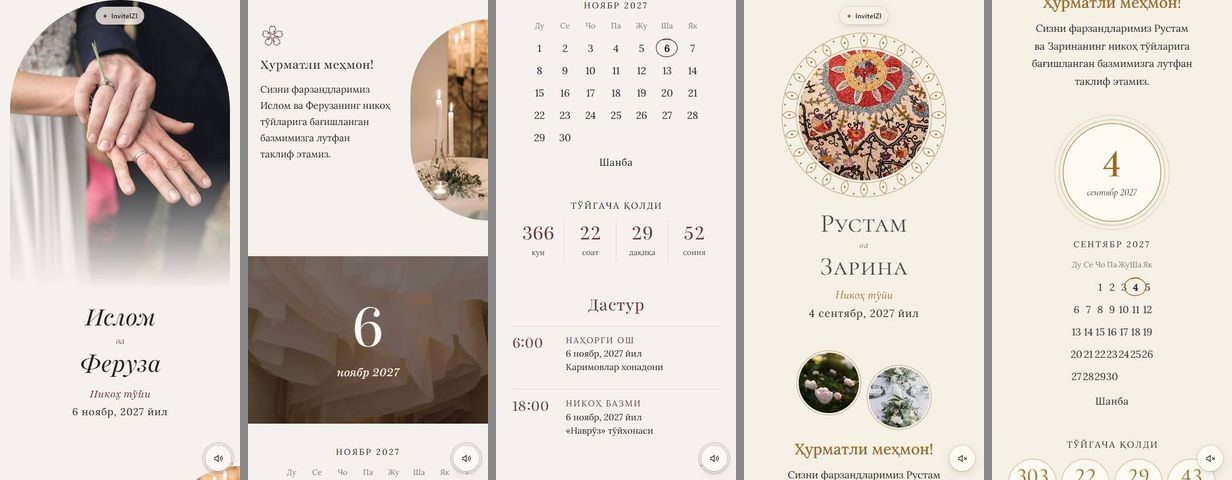 InviteIZI
Ислом
ва
Феруза
Никоҳ тўйи
6 ноябр, 2027 йил
Ҳурматли меҳмон!
Сизни фарзандларимиз
Ислом ва Ферузанинг никоҳ
тўйларига бағишланган
базмимизга лутфан
таклиф этамиз.
6
ноябр 2027
НОЯБР 2027
Ду Се Чо Па Жу Ша Як
НОЯБР 2027
Ду Се Чо Па Жу Ша Як
1 2 3 4 5 6 7
8 9 10 11 12 13 14
15 16 17 18 19 20 21
22 23 24 25 26 27 28
29 30
Шанба
ТЎЙГАЧА ҚОЛДИ
366 22 29 52
кун соат дақиқа сония
Дастур
6:00 НАҲОРГИ ОШ
6 ноябр, 2027 йил
Каримовлар хонадони
18:00 НИКОҲ БАЗМИ
6 ноябр, 2027 йил
«Наврўз» тўйхонаси
InviteIZI
Рустам
ва
Зарина
Никоҳ тўйи
4 сентябр, 2027 йил
Ҳурматли меҳмон!
Сизни фарзандларимиз Рустам
Ҳурматли меҳмон!
Сизни фарзандларимиз Рустам
ва Заринанинг никоҳ тўйларига
бағишланган базмимизга лутфан
таклиф этамиз.
4
сентябр 2027
СЕНТЯБР 2027
Ду Се Чо Па Жу Ша Як
1 2 3 4 5
6 7 8 9 10 11 12
13 14 15 16 17 18 19
20 21 22 23 24 25 26
27 28 29 30
Шанба
ТЎЙГАЧА ҚОЛДИ
303 22 29 43